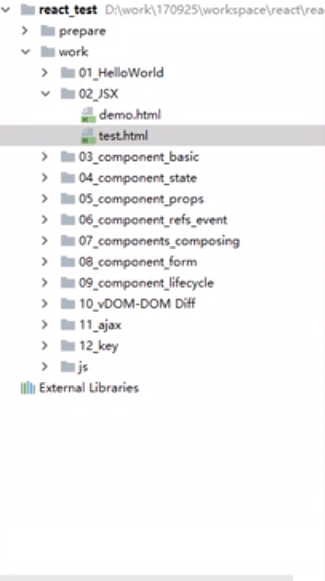 react_test D:\work\170925\workspace\react\rea
prepare
work
01_HelloWorld
02_JSX
demo.html
test.html
03_component_basic
04_component_state
05_component_props
06_component_refs_event
07_components_composing
08_component_form
09_component_lifecycle
10_vDOM-DOM Diff
11_ajax
12_key
js
External Libraries